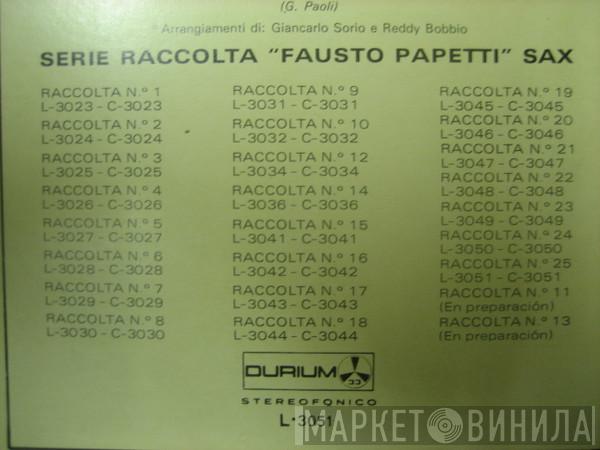 (G. Paoli)
Arrangiamenti di: Giancarlo Sorio e Reddy Bobbio
SERIE RACCOLTA "FAUSTO PAPETTI" SAX
RACCOLTA N.º 1
L-3023 - C-3023
RACCOLTA N.º 2
L-3024 - C-3024
RACCOLTA N.º 3
L-3025 - C-3025
RACCOLTA N.º 4
L-3026 - C-3026
RACCOLTA N.º 5
L-3027 - C-3027
RACCOLTA N.º 6
L-3028 - C-3028
RACCOLTA N.º 7
L-3029 - C-3029
RACCOLTA N.º 8
L-3030 - C-3030
RACCOLTA N.º 9
L-3031 - C-3031
RACCOLTA N.º 10
L-3032 - C-3032
RACCOLTA N.º 12
L-3034 - C-3034
RACCOLTA N.º 14
L-3036 - C-3036
RACCOLTA N.º 15
L-3041 - C-3041
RACCOLTA N.º 16
L-3042 - C-3042
RACCOLTA N.º 17
L-3043 - C-3043
RACCOLTA N.º 18
L-3044 - C-3044
RACCOLTA N.º 19
L-3045 - C-3045
RACCOLTA N.º 20
L-3046 - C-3046
RACCOLTA N.º 21
L-3047 - C-3047
RACCOLTA N.º 22
L-3048 - C-3048
RACCOLTA N.º 23
L-3049 - C-3049
RACCOLTA N.º 24
L-3050 - C-3050
RACCOLTA N.º 25
L-3051 - C-3051
RACCOLTA N.º 11
(En preparación)
RACCOLTA N.º 13
(En preparación)
DURIUM 33
STEREOFONICO
L·3051
МАРКЕТ ВИНИЛА